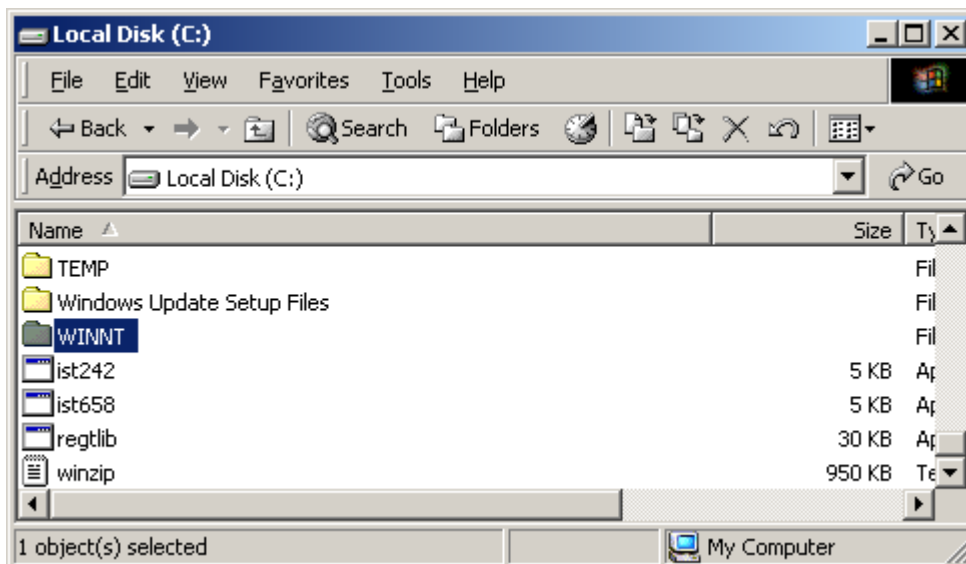 Local Disk (C:)
File Edit View Favorites Tools Help
Back Search Folders
Address Local Disk (C:) Go
Name Size Ty
TEMP Fil
Windows Update Setup Files Fil
WINNT Fil
ist242 5 KB Ap
ist658 5 KB Ap
regtlib 30 KB Ap
winzip 950 KB Te
1 object(s) selected My Computer